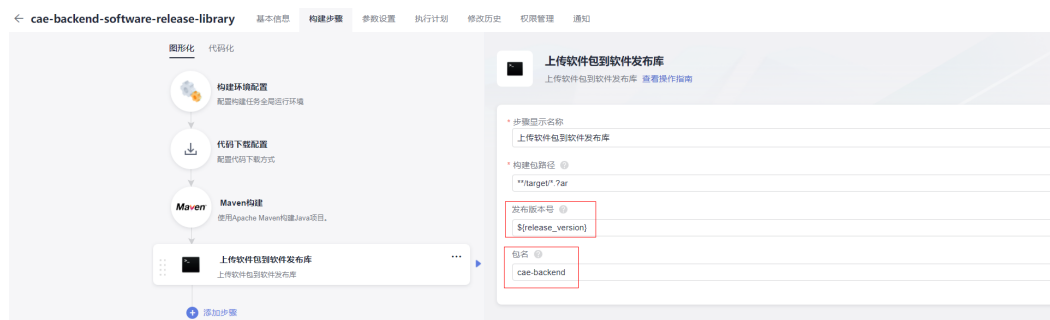 ← cae-backend-software-release-library 基本信息 构建步骤 参数设置 执行计划 修改历史 权限管理 通知
图形化 代码化
构建环境配置
配置构建任务全局运行环境
代码下载配置
配置代码下载方式
Maven
Maven构建
使用Apache Maven构建Java项目。
上传软件包到软件发布库 ...
上传软件包到软件发布库
添加步骤
上传软件包到软件发布库
上传软件包到软件发布库 查看操作指南
* 步骤显示名称
上传软件包到软件发布库
* 构建包路径
**/target/*.?ar
发布版本号
${release_version}
包名
cae-backend